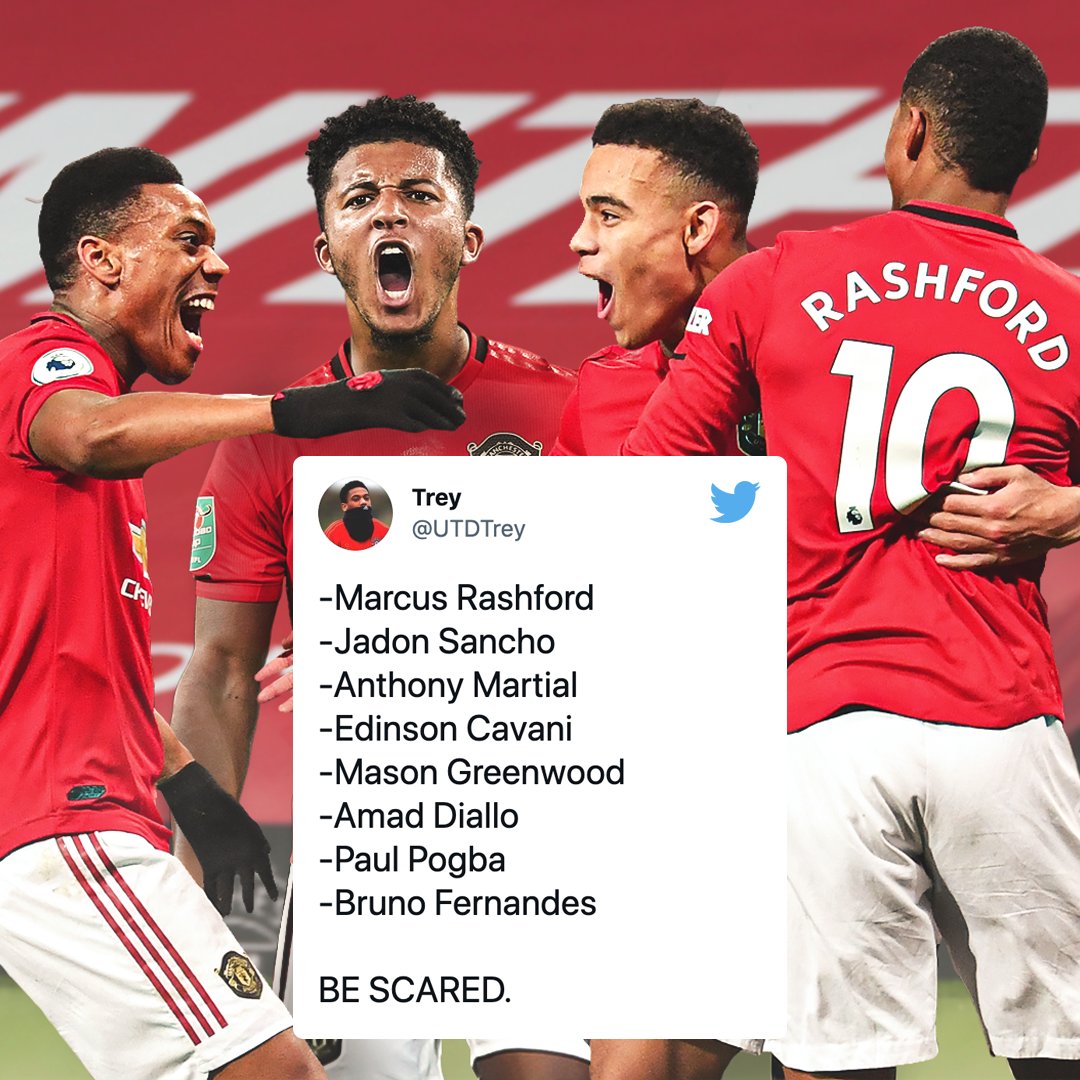 RASHFORD
10
MANCHESTER
Trey
@UTDTrey
-Marcus Rashford
-Jadon Sancho
-Anthony Martial
-Edinson Cavani
-Mason Greenwood
-Amad Diallo
-Paul Pogba
-Bruno Fernandes
BE SCARED.